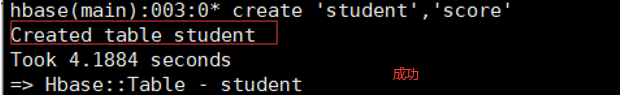 hbase(main):003:0* create 'student','score'
Created table student
Took 4.1884 seconds
成功
=> Hbase::Table - student